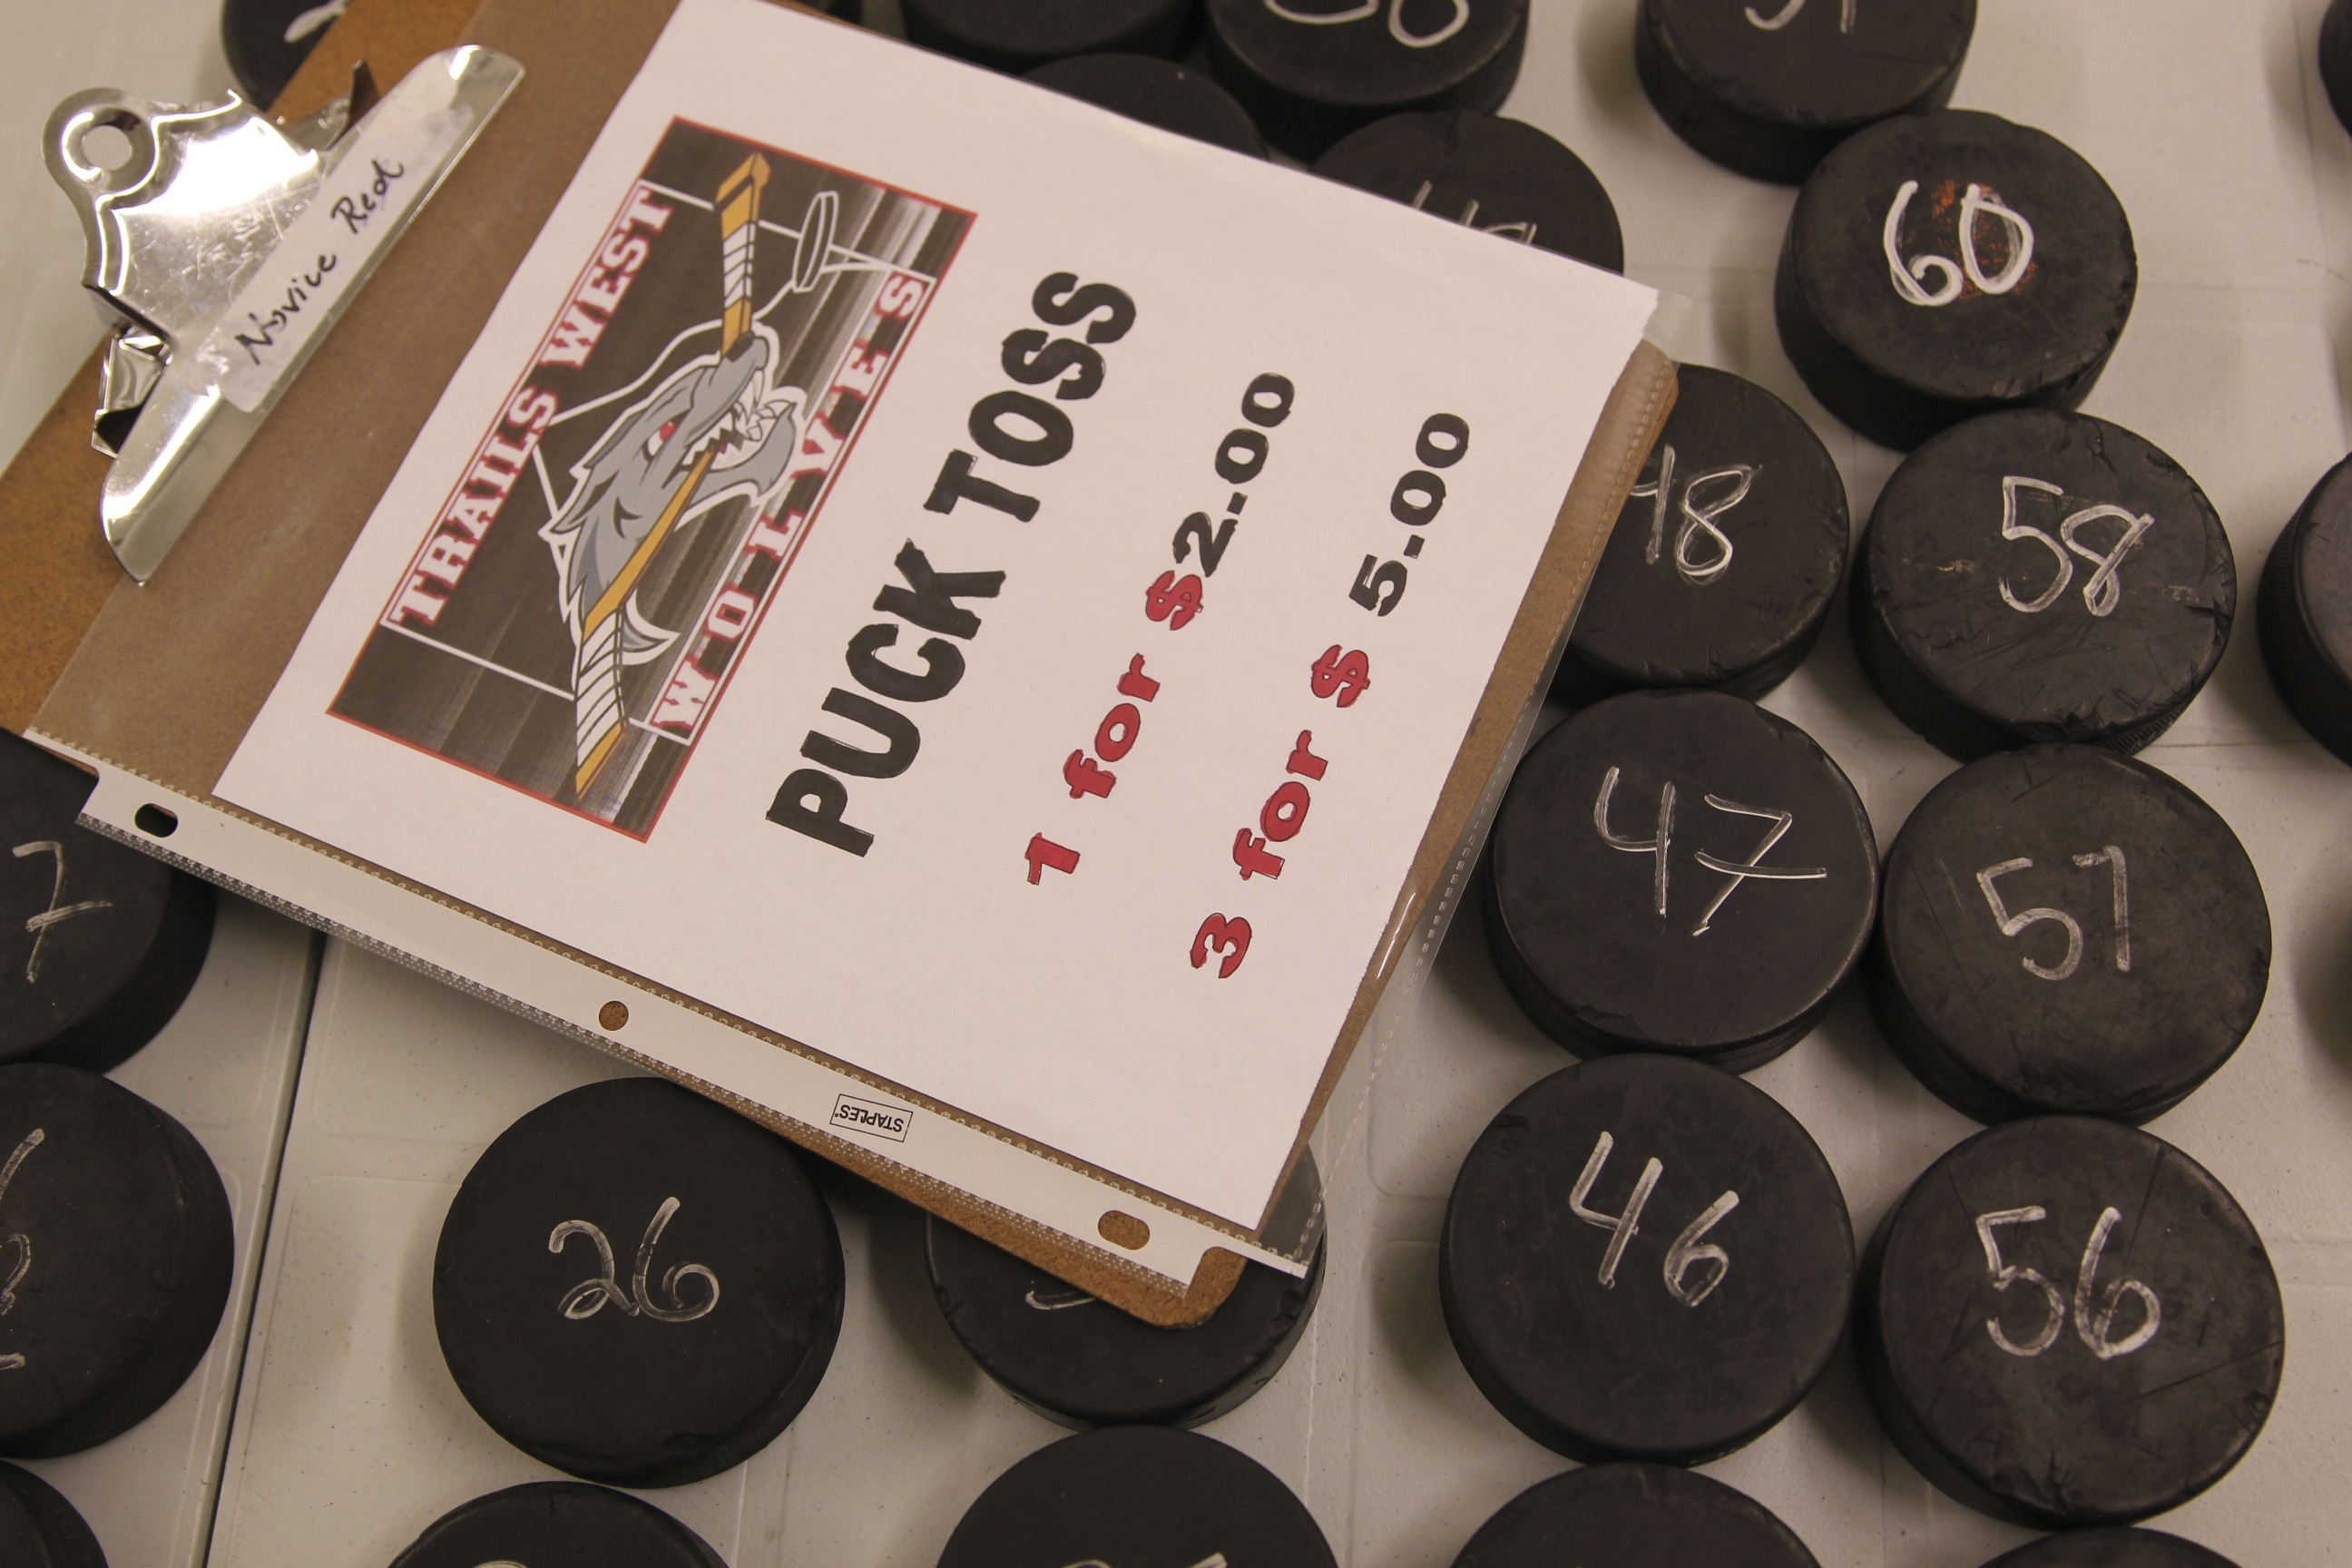 Novice Red
TRAILS WEST
WOLVES
PUCK TOSS
1 for $2.00
3 for $ 5.00
STAPLES
60
48
58
47
57
46
56
26
7